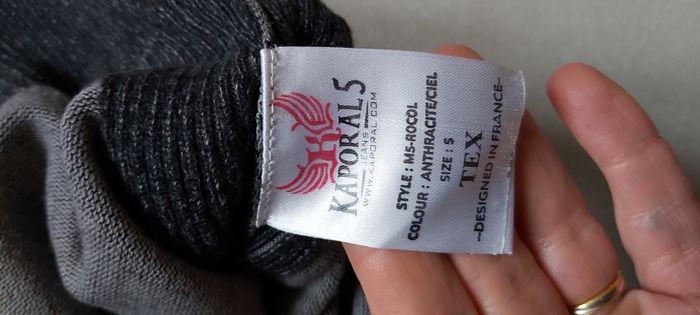 KAPORAL 5
JEANS
WWW.KAPORAL.COM
STYLE : M5-ROCOL
COLOUR : ANTHRACITE/CIEL
SIZE : S
TEX
--DESIGNED IN FRANCE--